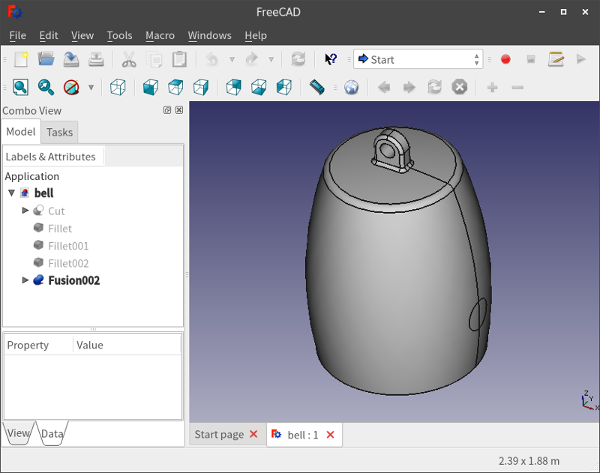 FreeCAD
File Edit View Tools Macro Windows Help
Start
Combo View
Model Tasks
Labels & Attributes
Application
bell
Cut
Fillet
Fillet001
Fillet002
Fusion002
Property Value
View Data
Start page bell : 1
Z
Y
X
2.39 x 1.88 m